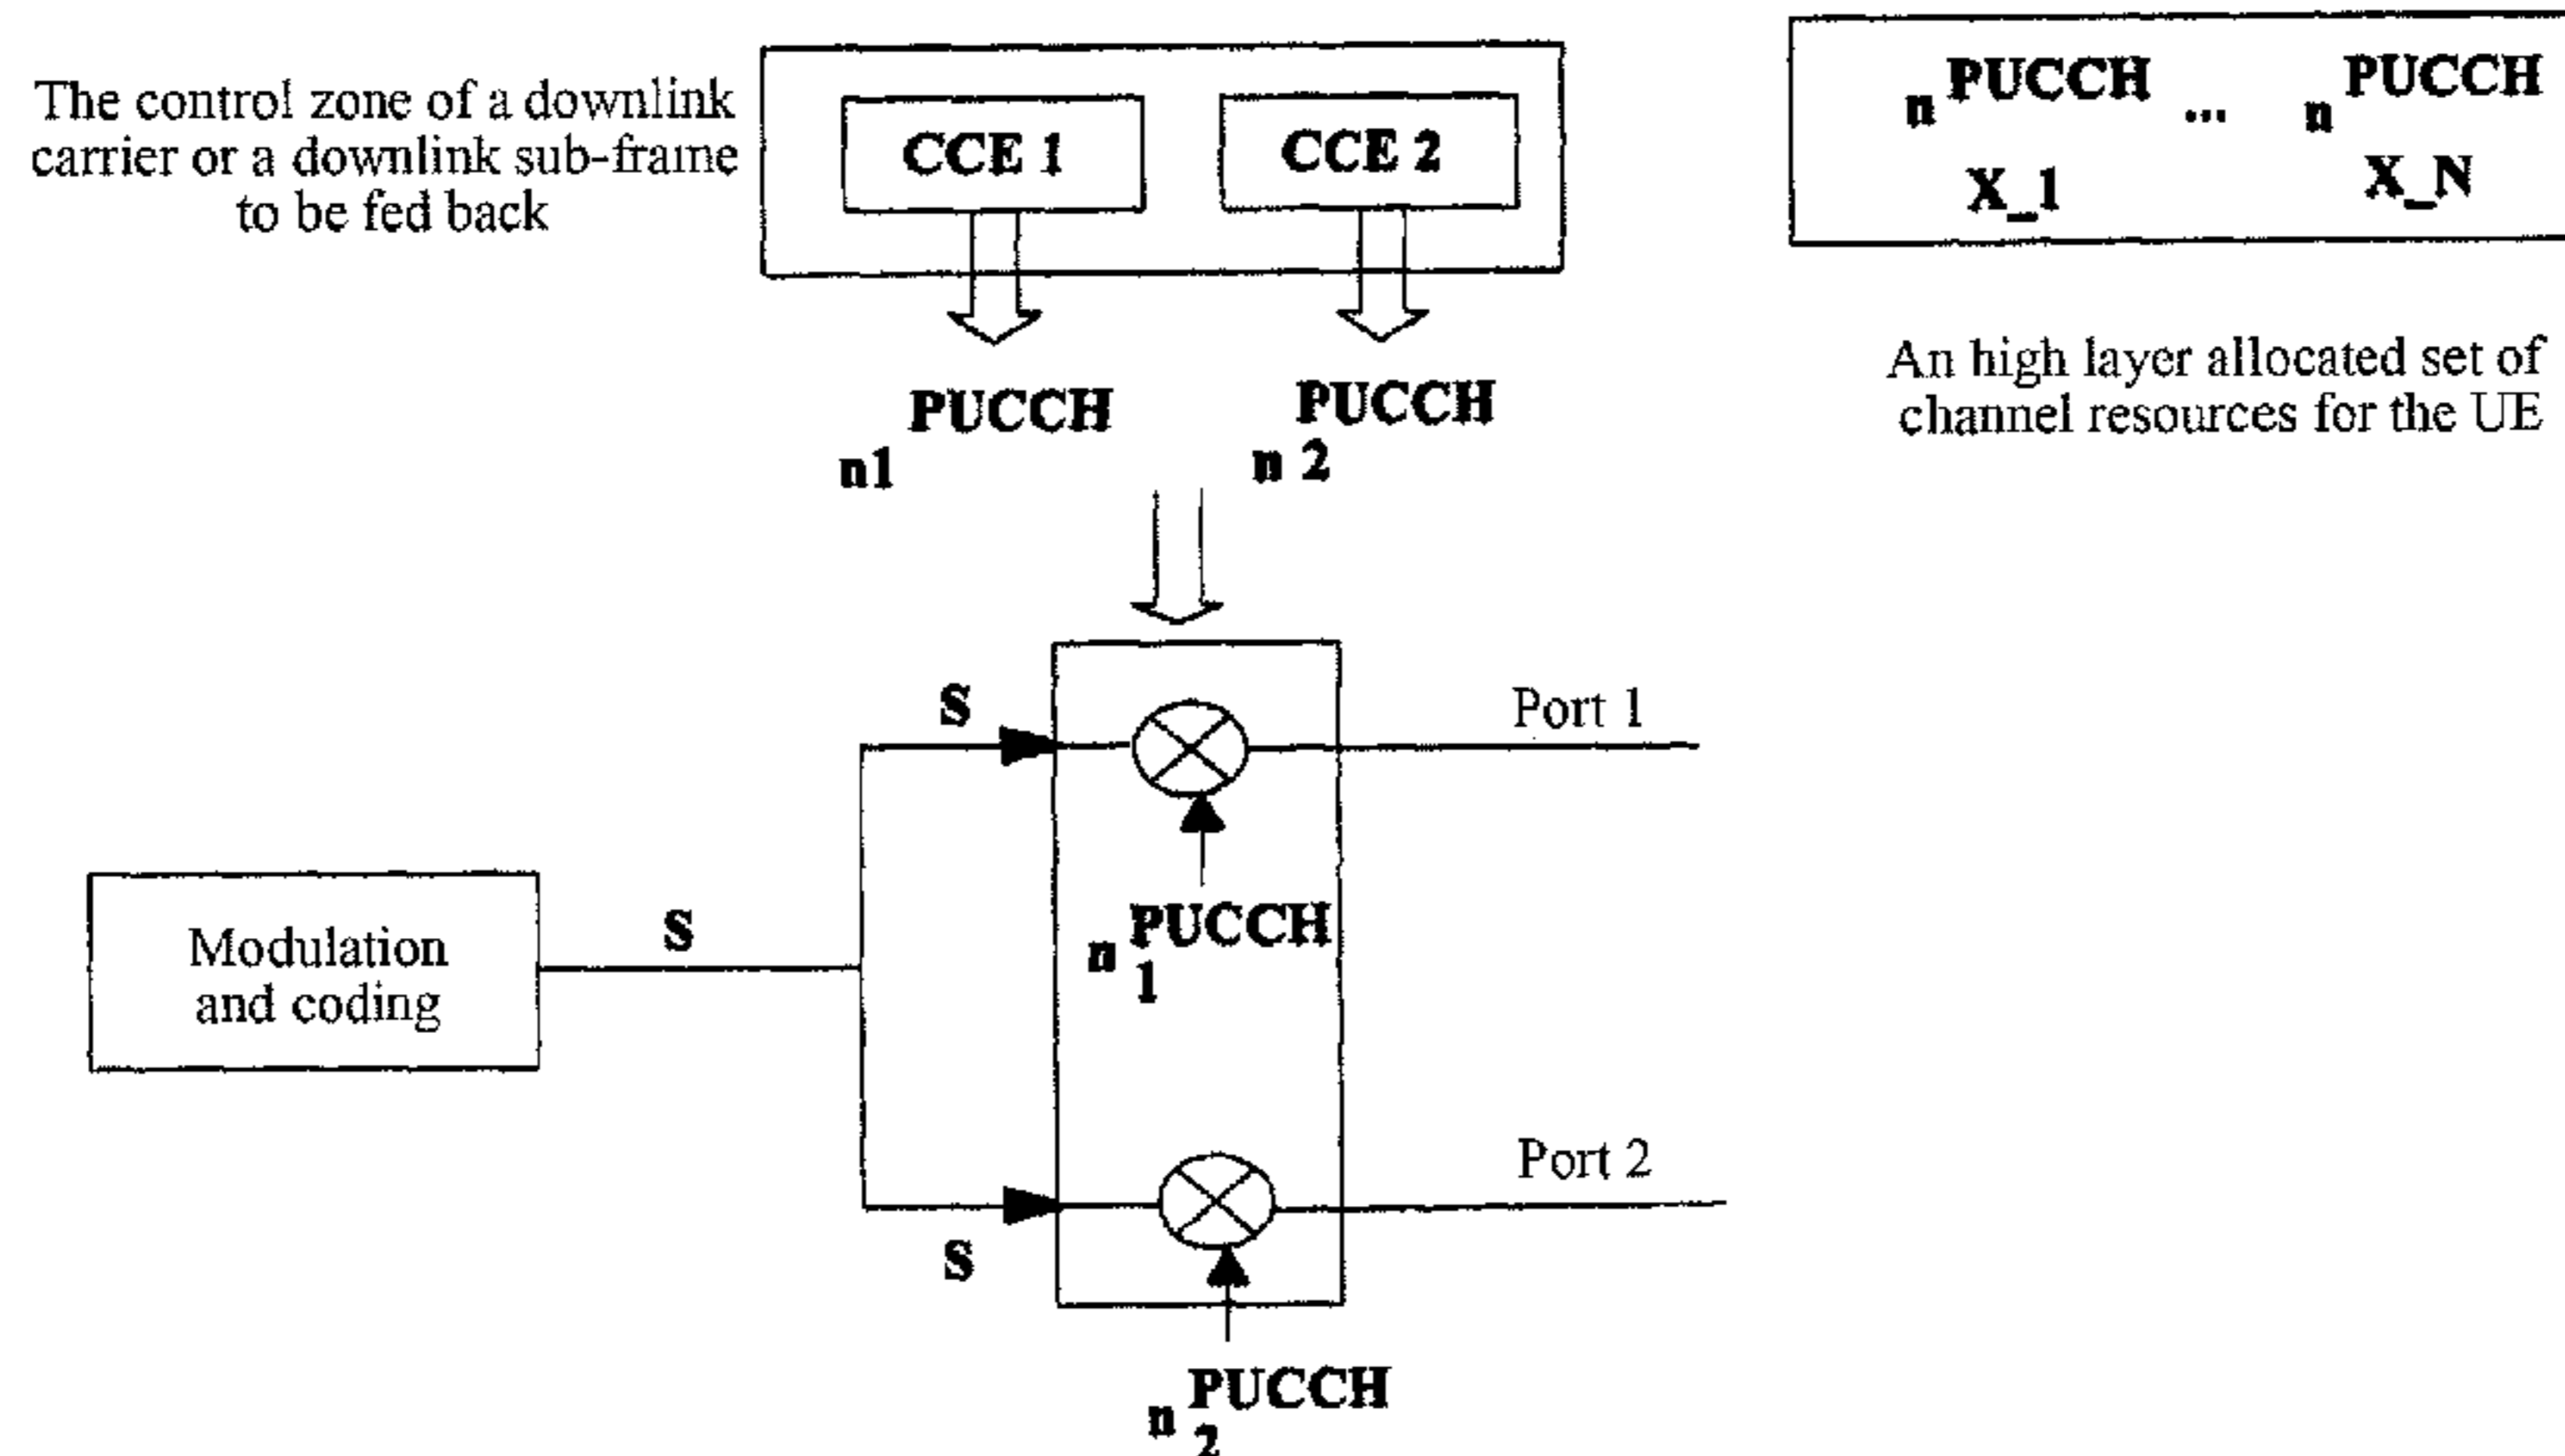 The control zone of a downlink
carrier or a downlink sub-frame
to be fed back
CCE 1
CCE 2
n PUCCH X_1 ... n PUCCH X_N
n1 PUCCH
n 2 PUCCH
An high layer allocated set of
channel resources for the UE
S
Port 1
n 1 PUCCH
Modulation
and coding
S
Port 2
S
n 2 PUCCH